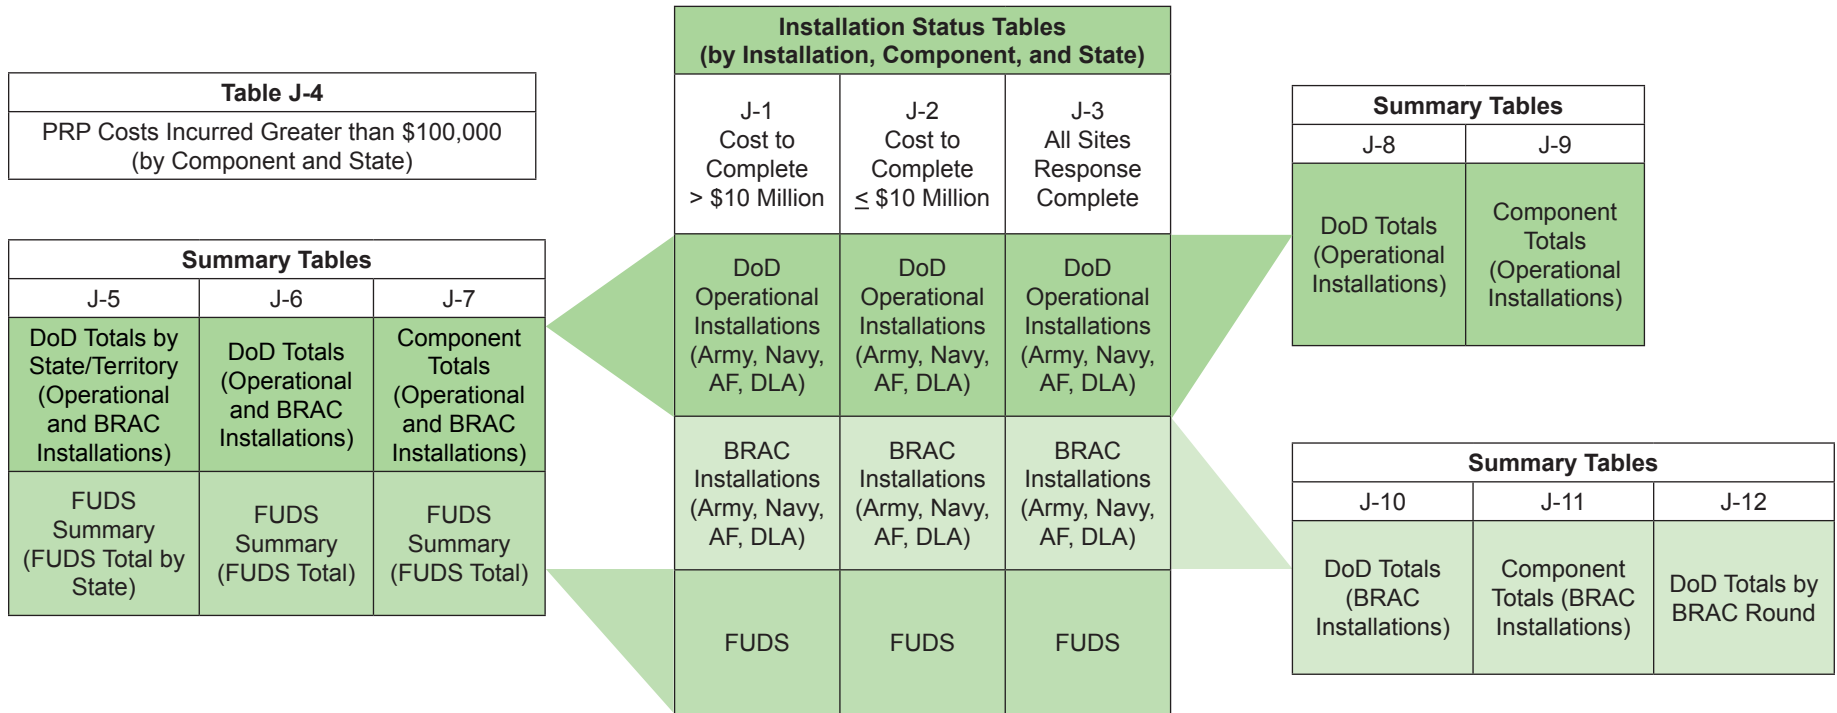 Table J-4
PRP Costs Incurred Greater than $100,000
(by Component and State)
Summary Tables
J-5
J-6
J-7
DoD Totals by
State/Territory
(Operational
and BRAC
Installations)
DoD Totals
(Operational
and BRAC
Installations)
Component
Totals
(Operational
and BRAC
Installations)
FUDS
Summary
(FUDS Total by
State)
FUDS
Summary
(FUDS Total)
FUDS
Summary
(FUDS Total)
Installation Status Tables
(by Installation, Component, and State)
J-1
Cost to
Complete
> $10 Million
J-2
Cost to
Complete
≤ $10 Million
J-3
All Sites
Response
Complete
DoD
Operational
Installations
(Army, Navy,
AF, DLA)
DoD
Operational
Installations
(Army, Navy,
AF, DLA)
DoD
Operational
Installations
(Army, Navy,
AF, DLA)
BRAC
Installations
(Army, Navy,
AF, DLA)
BRAC
Installations
(Army, Navy,
AF, DLA)
BRAC
Installations
(Army, Navy,
AF, DLA)
FUDS
FUDS
FUDS
Summary Tables
J-8
J-9
DoD Totals
(Operational
Installations)
Component
Totals
(Operational
Installations)
Summary Tables
J-10
J-11
J-12
DoD Totals
(BRAC
Installations)
Component
Totals (BRAC
Installations)
DoD Totals by
BRAC Round